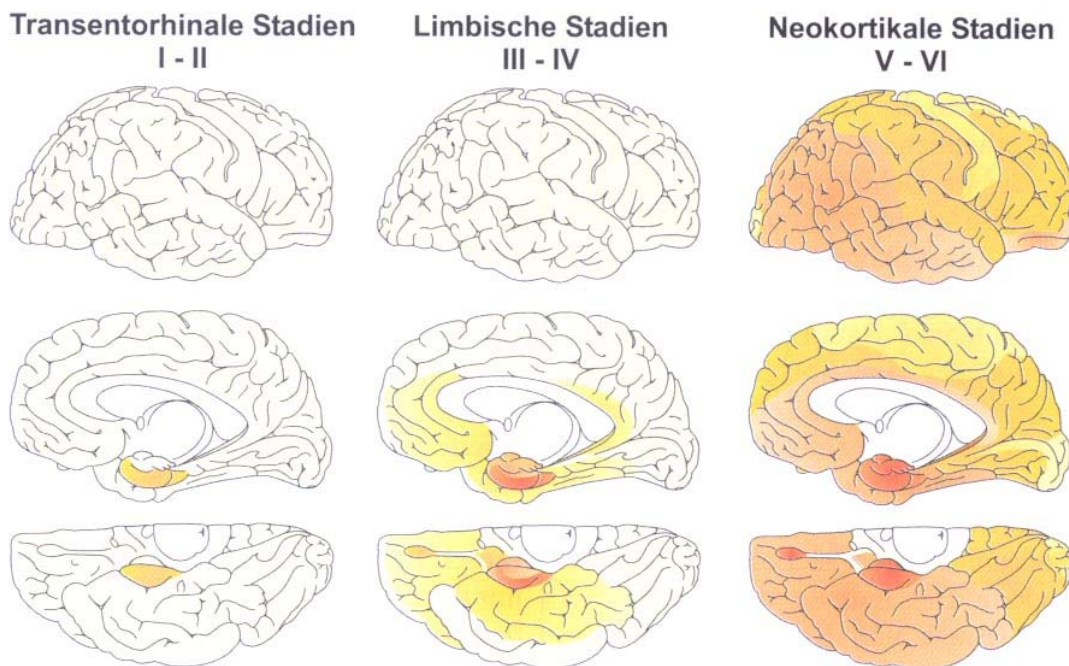 Transentorhinale Stadien
I - II
Limbische Stadien
III - IV
Neokortikale Stadien
V - VI